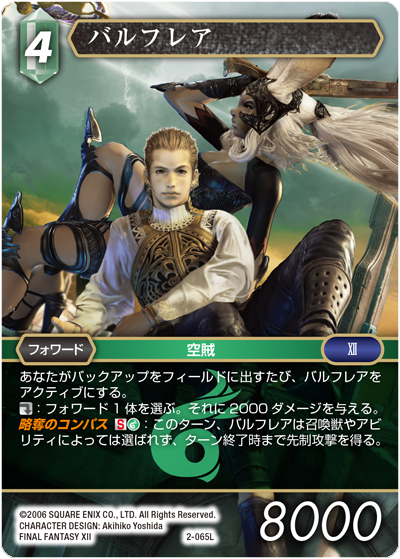 4
バルフレア
フォワード
空賊
XII
あなたがバックアップをフィールドに出すたび、バルフレアを
アクティブにする。
：フォワード1体を選ぶ。それに2000ダメージを与える。
略奪のコンパス S：このターン、バルフレアは召喚獣やアビ
リティによっては選ばれず、ターン終了時まで先制攻撃を得る。
©2006 SQUARE ENIX CO., LTD. All Rights Reserved.
CHARACTER DESIGN: Akihiko Yoshida
FINAL FANTASY XII
2-065L
8000